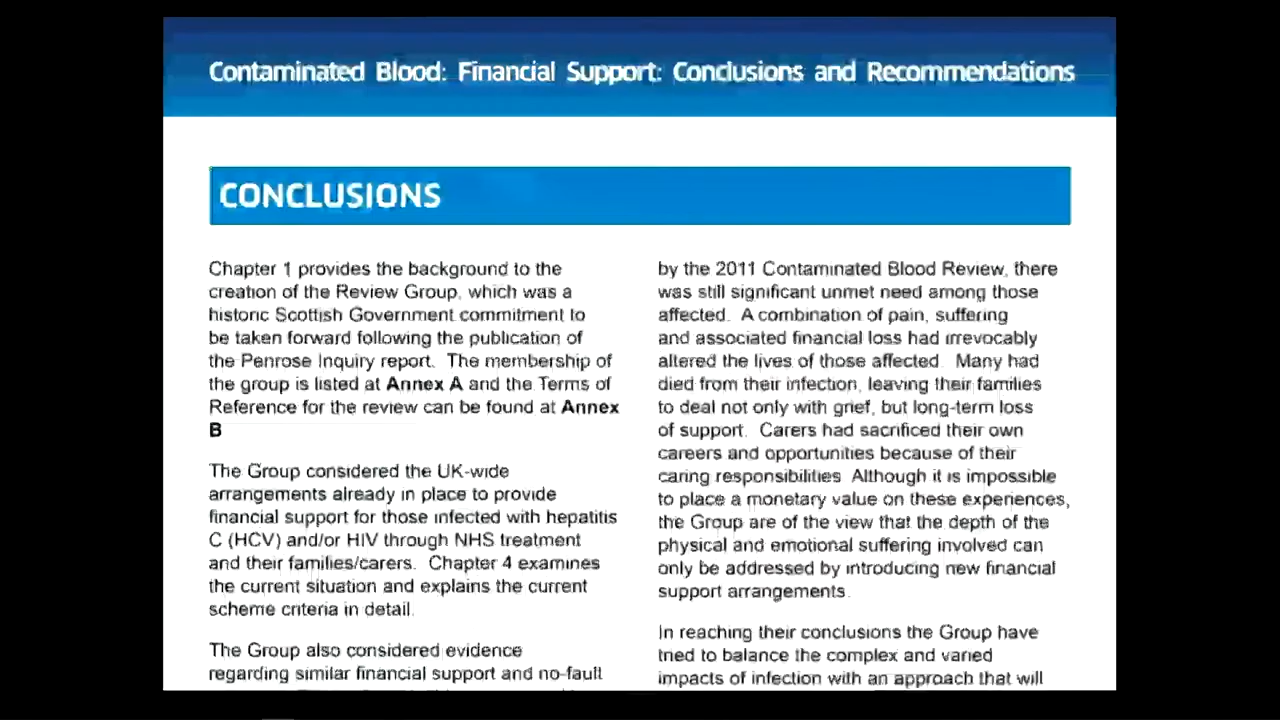 Contaminated Blood: Financial Support: Conclusions and Recommendations
CONCLUSIONS
Chapter 1 provides the background to the
creation of the Review Group, which was a
historic Scottish Government commitment to
be taken forward following the publication of
the Penrose Inquiry report. The membership of
the group is listed at Annex A and the Terms of
Reference for the review can be found at Annex
B
The Group considered the UK-wide
arrangements already in place to provide
financial support for those infected with hepatitis
C (HCV) and/or HIV through NHS treatment
and their families/carers. Chapter 4 examines
the current situation and explains the current
scheme criteria in detail.
The Group also considered evidence
regarding similar financial support and no-fault
by the 2011 Contaminated Blood Review, there
was still significant unmet need among those
affected. A combination of pain, suffering
and associated financial loss had irrevocably
altered the lives of those affected. Many had
died from their infection, leaving their families
to deal not only with grief, but long-term loss
of support. Carers had sacrificed their own
careers and opportunities because of their
caring responsibilities Although it is impossible
to place a monetary value on these experiences,
the Group are of the view that the depth of the
physical and emotional suffering involved can
only be addressed by introducing new financial
support arrangements.
In reaching their conclusions the Group have
tried to balance the complex and varied
impacts of infection with an approach that will